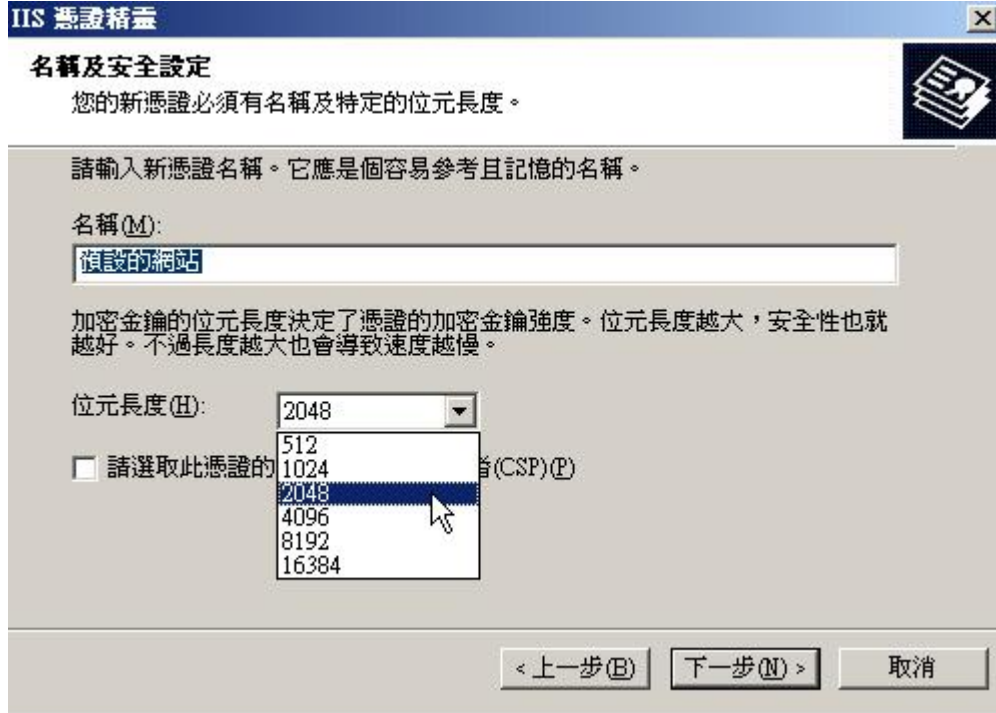 IIS 憑證精靈
名稱及安全設定
您的新憑證必須有名稱及特定的位元長度。
請輸入新憑證名稱。它應是個容易參考且記憶的名稱。
名稱(M):
預設的網站
加密金鑰的位元長度決定了憑證的加密金鑰強度。位元長度越大，安全性也就
越好。不過長度越大也會導致速度越慢。
位元長度(H):
2048
512
請選取此憑證的
1024
(CSP)(P)
2048
4096
8192
16384
<上一步(B)
下一步(N)>
取消